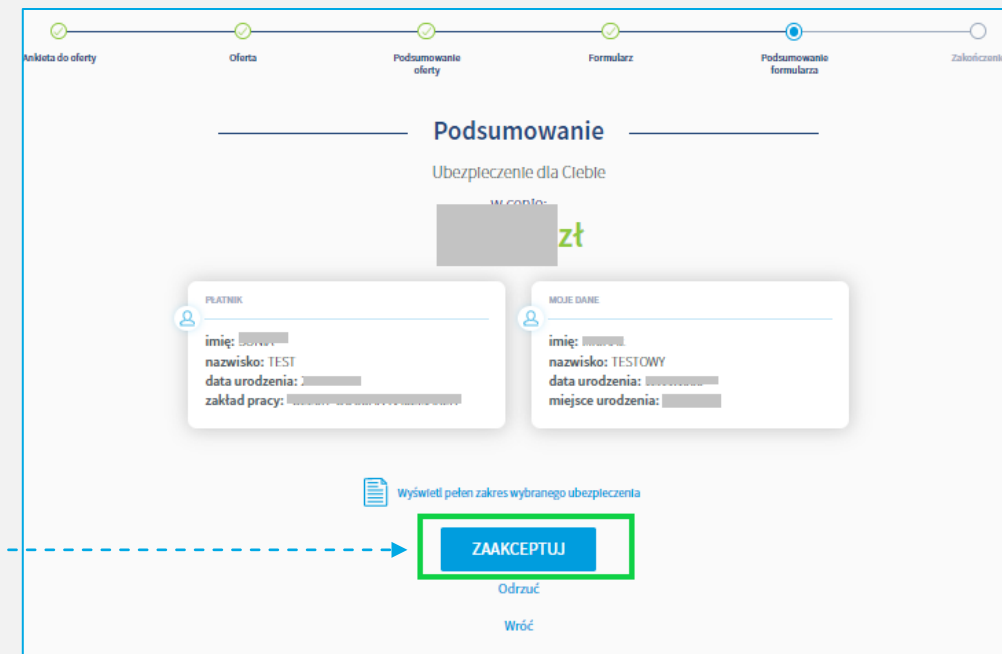 Ankieta do oferty
Oferta
Podsumowanie
oferty
Formularz
Podsumowanie
formularza
Zakończenie
Podsumowanie
Ubezpieczenie dla Ciebie
w cenie:
zł
PŁATNIK
imię:
nazwisko: TEST
data urodzenia:
zakład pracy:
MOJE DANE
imię:
nazwisko: TESTOWY
data urodzenia:
miejsce urodzenia:
Wyświetl pełen zakres wybranego ubezpieczenia
ZAAKCEPTUJ
Odrzuć
Wróć